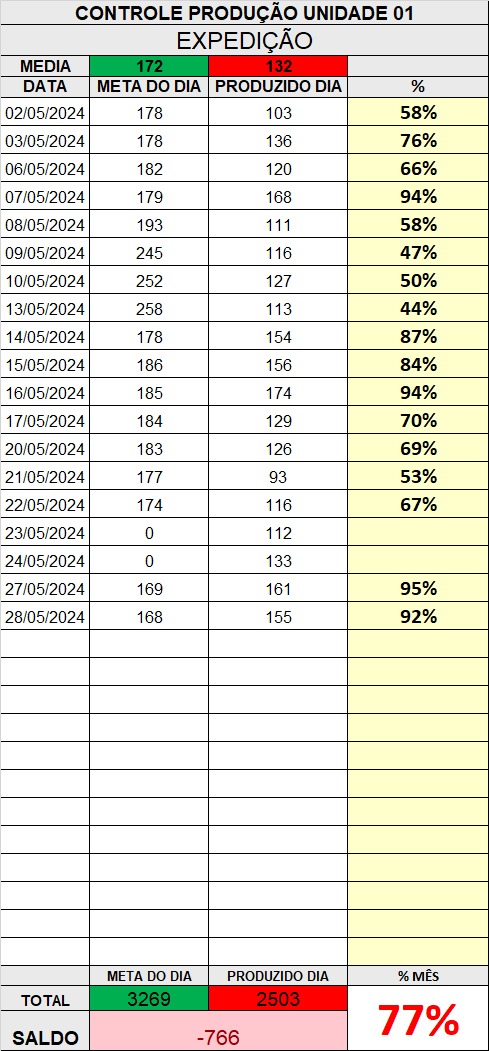 CONTROLE PRODUÇÃO UNIDADE 01
EXPEDIÇÃO
MEDIA 172 132
DATA META DO DIA PRODUZIDO DIA %
02/05/2024 178 103 58%
03/05/2024 178 136 76%
06/05/2024 182 120 66%
07/05/2024 179 168 94%
08/05/2024 193 111 58%
09/05/2024 245 116 47%
10/05/2024 252 127 50%
13/05/2024 258 113 44%
14/05/2024 178 154 87%
15/05/2024 186 156 84%
16/05/2024 185 174 94%
17/05/2024 184 129 70%
20/05/2024 183 126 69%
21/05/2024 177 93 53%
22/05/2024 174 116 67%
23/05/2024 0 112
24/05/2024 0 133
27/05/2024 169 161 95%
28/05/2024 168 155 92%
META DO DIA PRODUZIDO DIA % MÊS
TOTAL 3269 2503 77%
SALDO -766